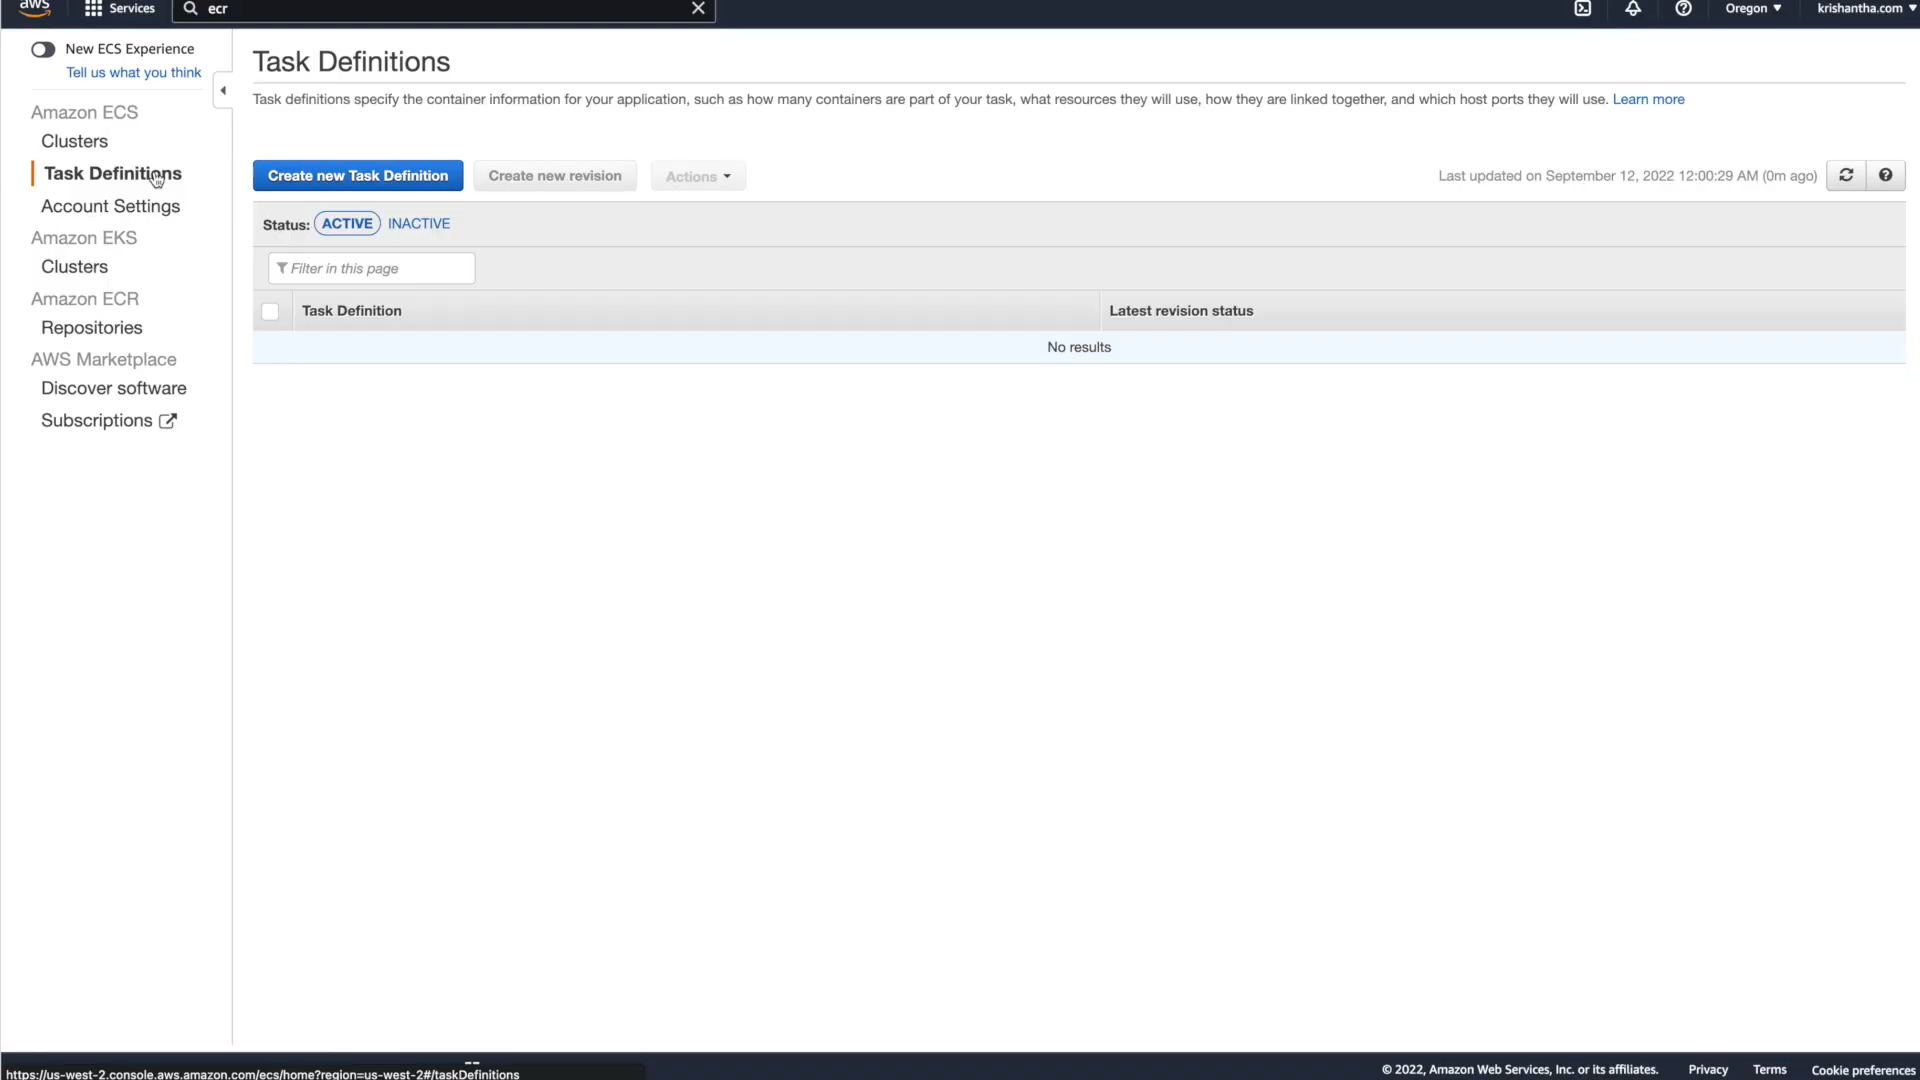 aws
Services
ecr
Oregon
krishantha.com
New ECS Experience
Tell us what you think
Amazon ECS
Clusters
Task Definitions
Account Settings
Amazon EKS
Clusters
Amazon ECR
Repositories
AWS Marketplace
Discover software
Subscriptions
Task Definitions
Task definitions specify the container information for your application, such as how many containers are part of your task, what resources they will use, how they are linked together, and which host ports they will use. Learn more
Create new Task Definition
Create new revision
Actions
Last updated on September 12, 2022 12:00:29 AM (0m ago)
Status: ACTIVE INACTIVE
Filter in this page
Task Definition
Latest revision status
No results
https://us-west-2.console.aws.amazon.com/ecs/home?region=us-west-2#/taskDefinitions
© 2022, Amazon Web Services, Inc. or its affiliates.
Privacy
Terms
Cookie preferences